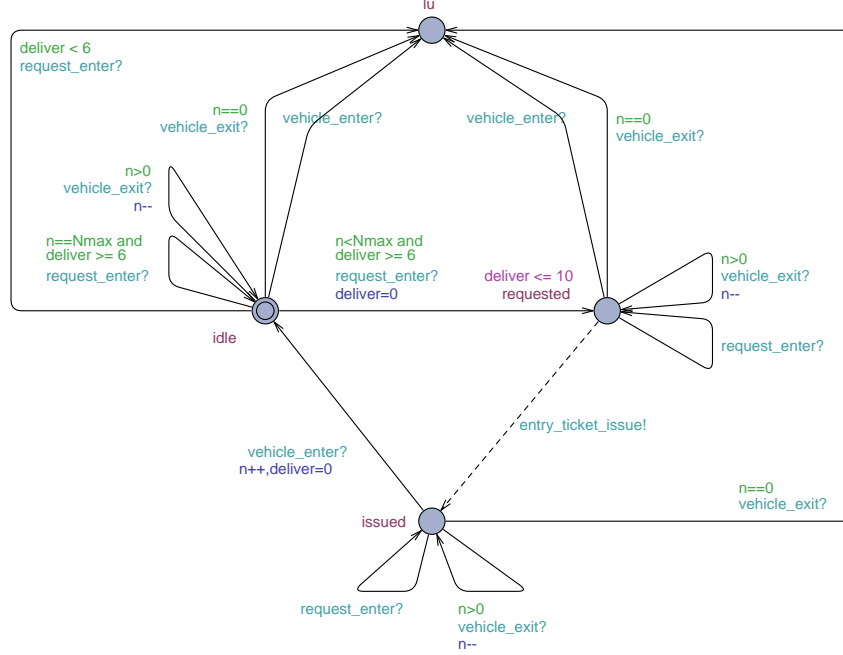 lu
deliver < 6
request_enter?
n==0
vehicle_exit?
vehicle_enter?
vehicle_enter?
n==0
vehicle_exit?
n>0
vehicle_exit?
n--
n==Nmax and
deliver >= 6
request_enter?
n<Nmax and
deliver >= 6
request_enter?
deliver=0
deliver <= 10
requested
n>0
vehicle_exit?
n--
request_enter?
idle
entry_ticket_issue!
vehicle_enter?
n++,deliver=0
issued
n==0
vehicle_exit?
request_enter?
n>0
vehicle_exit?
n--